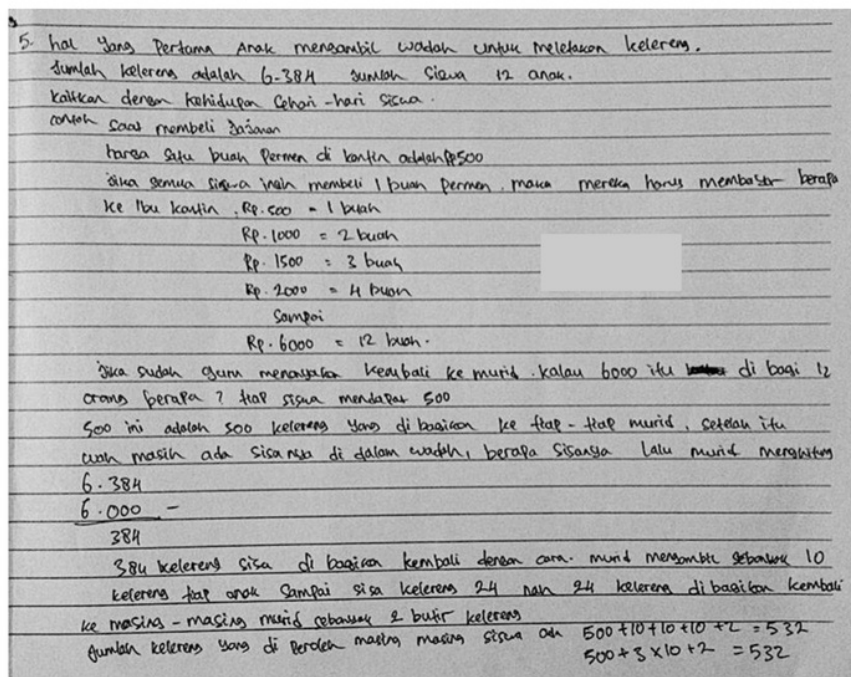 5. hal yang Pertama Anak mengambil wadah untuk meletakan kelereng.
Jumlah kelereng adalah 6.384 Jumlah siswa 12 anak.
Kaitkan dengan kehidupan sehari-hari siswa.
contoh saat membeli jajanan
harga satu buah Permen di kantin adalah Rp500
jika semua siswa ingin membeli 1 buah permen. maka mereka harus membayar berapa
ke Ibu kantin, Rp. 500 = 1 buah
Rp. 1000 = 2 buah
Rp. 1500 = 3 buah
Rp. 2000 = 4 buah
Sampai
Rp. 6000 = 12 buah.
jika sudah guru menanyakan kembali ke murid. kalau 6000 itu di bagi 12
orang berapa? tiap siswa mendapat 500
500 ini adalah 500 kelereng yang di bagikan ke tiap-tiap murid, setelah itu
wah masih ada sisanya di dalam wadah, berapa sisanya Lalu murid menghitung
6.384
6.000 -
384
384 kelereng sisa di bagikan kembali dengan cara. murid mengambil sebanyak 10
kelereng tiap anak sampai sisa kelereng 24 nah 24 kelereng di bagikan kembali
ke masing-masing murid sebanyak 2 butir kelereng
Jumlah kelereng yang di peroleh masing masing siswa 500+10+10+10+2 = 532
500+3×10+2 = 532